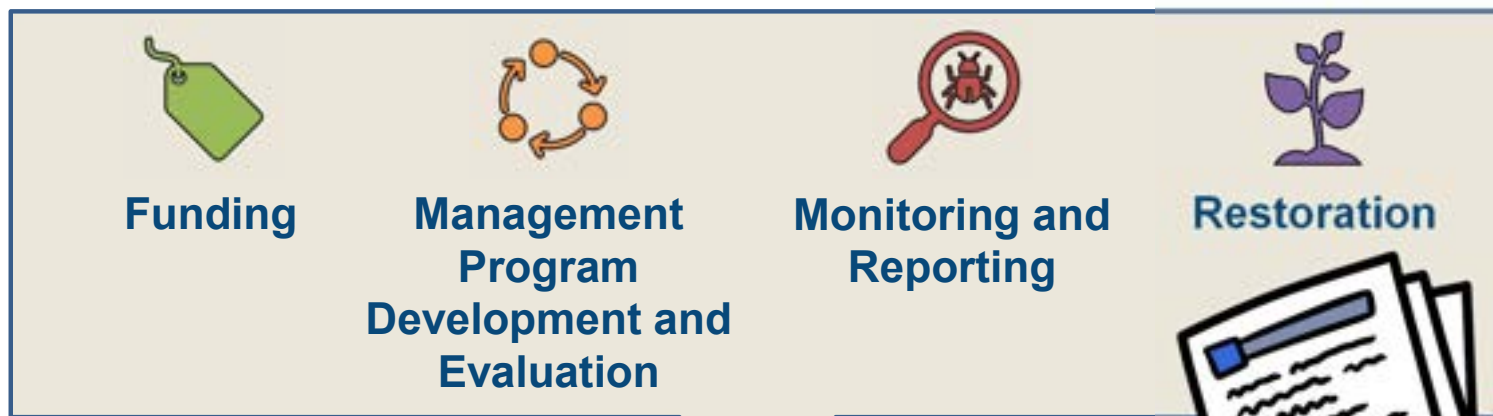 Funding
Management
Program
Development and
Evaluation
Monitoring and
Reporting
Restoration